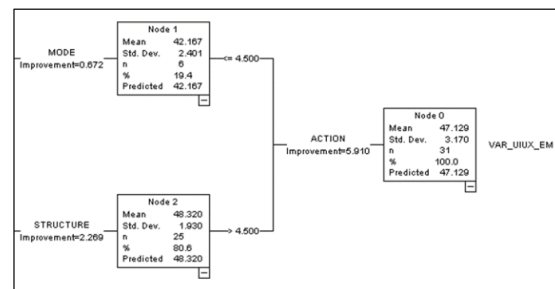 Node 1
Mean 42.167
Std. Dev. 2.401
n 6
% 19.4
Predicted 42.167
MODE
Improvement=0.672
<= 4.500
ACTION
Improvement=5.910
Node 0
Mean 47.129
Std. Dev. 3.170
n 31
% 100.0
Predicted 47.129
VAR_UIUX_EM
STRUCTURE
Improvement=2.269
Node 2
Mean 48.320
Std. Dev. 1.930
n 25
% 80.6
Predicted 48.320
> 4.500